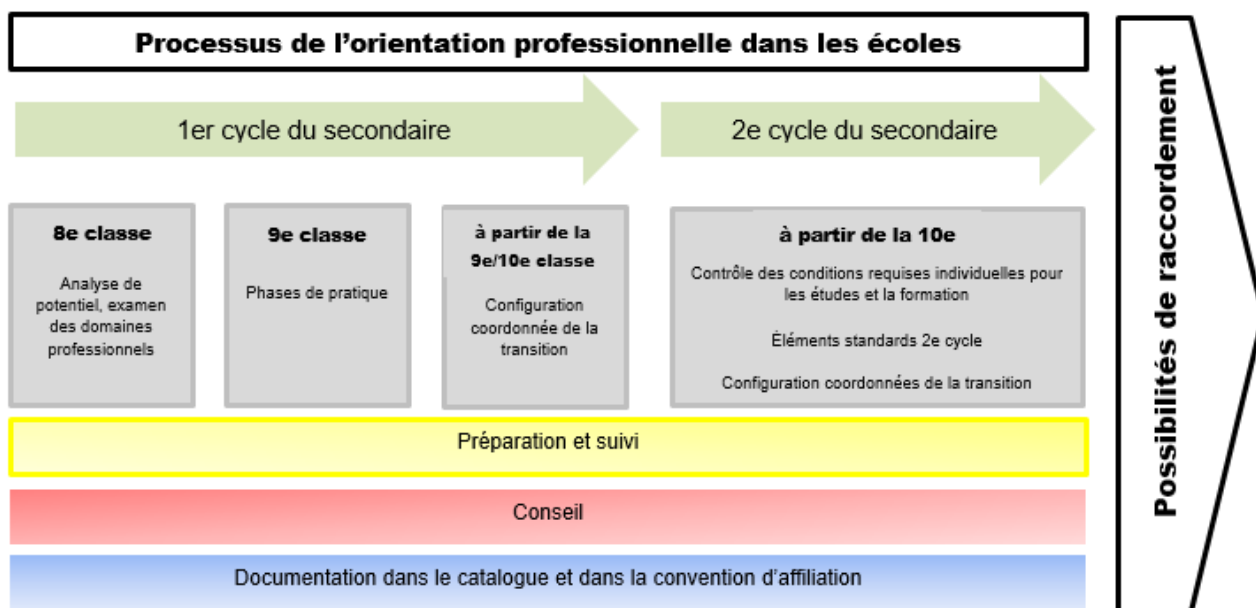 Processus de l'orientation professionnelle dans les écoles
1er cycle du secondaire
2e cycle du secondaire
8e classe
Analyse de
potentiel, examen
des domaines
professionnels
9e classe
Phases de pratique
à partir de la
9e/10e classe
Configuration
coordonnée de la
transition
à partir de la 10e
Contrôle des conditions requises individuelles pour
les études et la formation
Éléments standards 2e cycle
Configuration coordonnées de la transition
Préparation et suivi
Conseil
Documentation dans le catalogue et dans la convention d'affiliation
Possibilités de raccordement